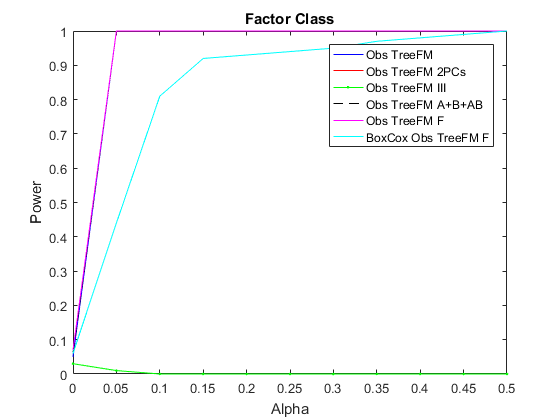 Factor Class
1
0.9
0.8
0.7
0.6
0.5
0.4
0.3
0.2
0.1
0
Power
Obs TreeFM
Obs TreeFM 2PCs
Obs TreeFM III
Obs TreeFM A+B+AB
Obs TreeFM F
BoxCox Obs TreeFM F
0 0.05 0.1 0.15 0.2 0.25 0.3 0.35 0.4 0.45 0.5
Alpha